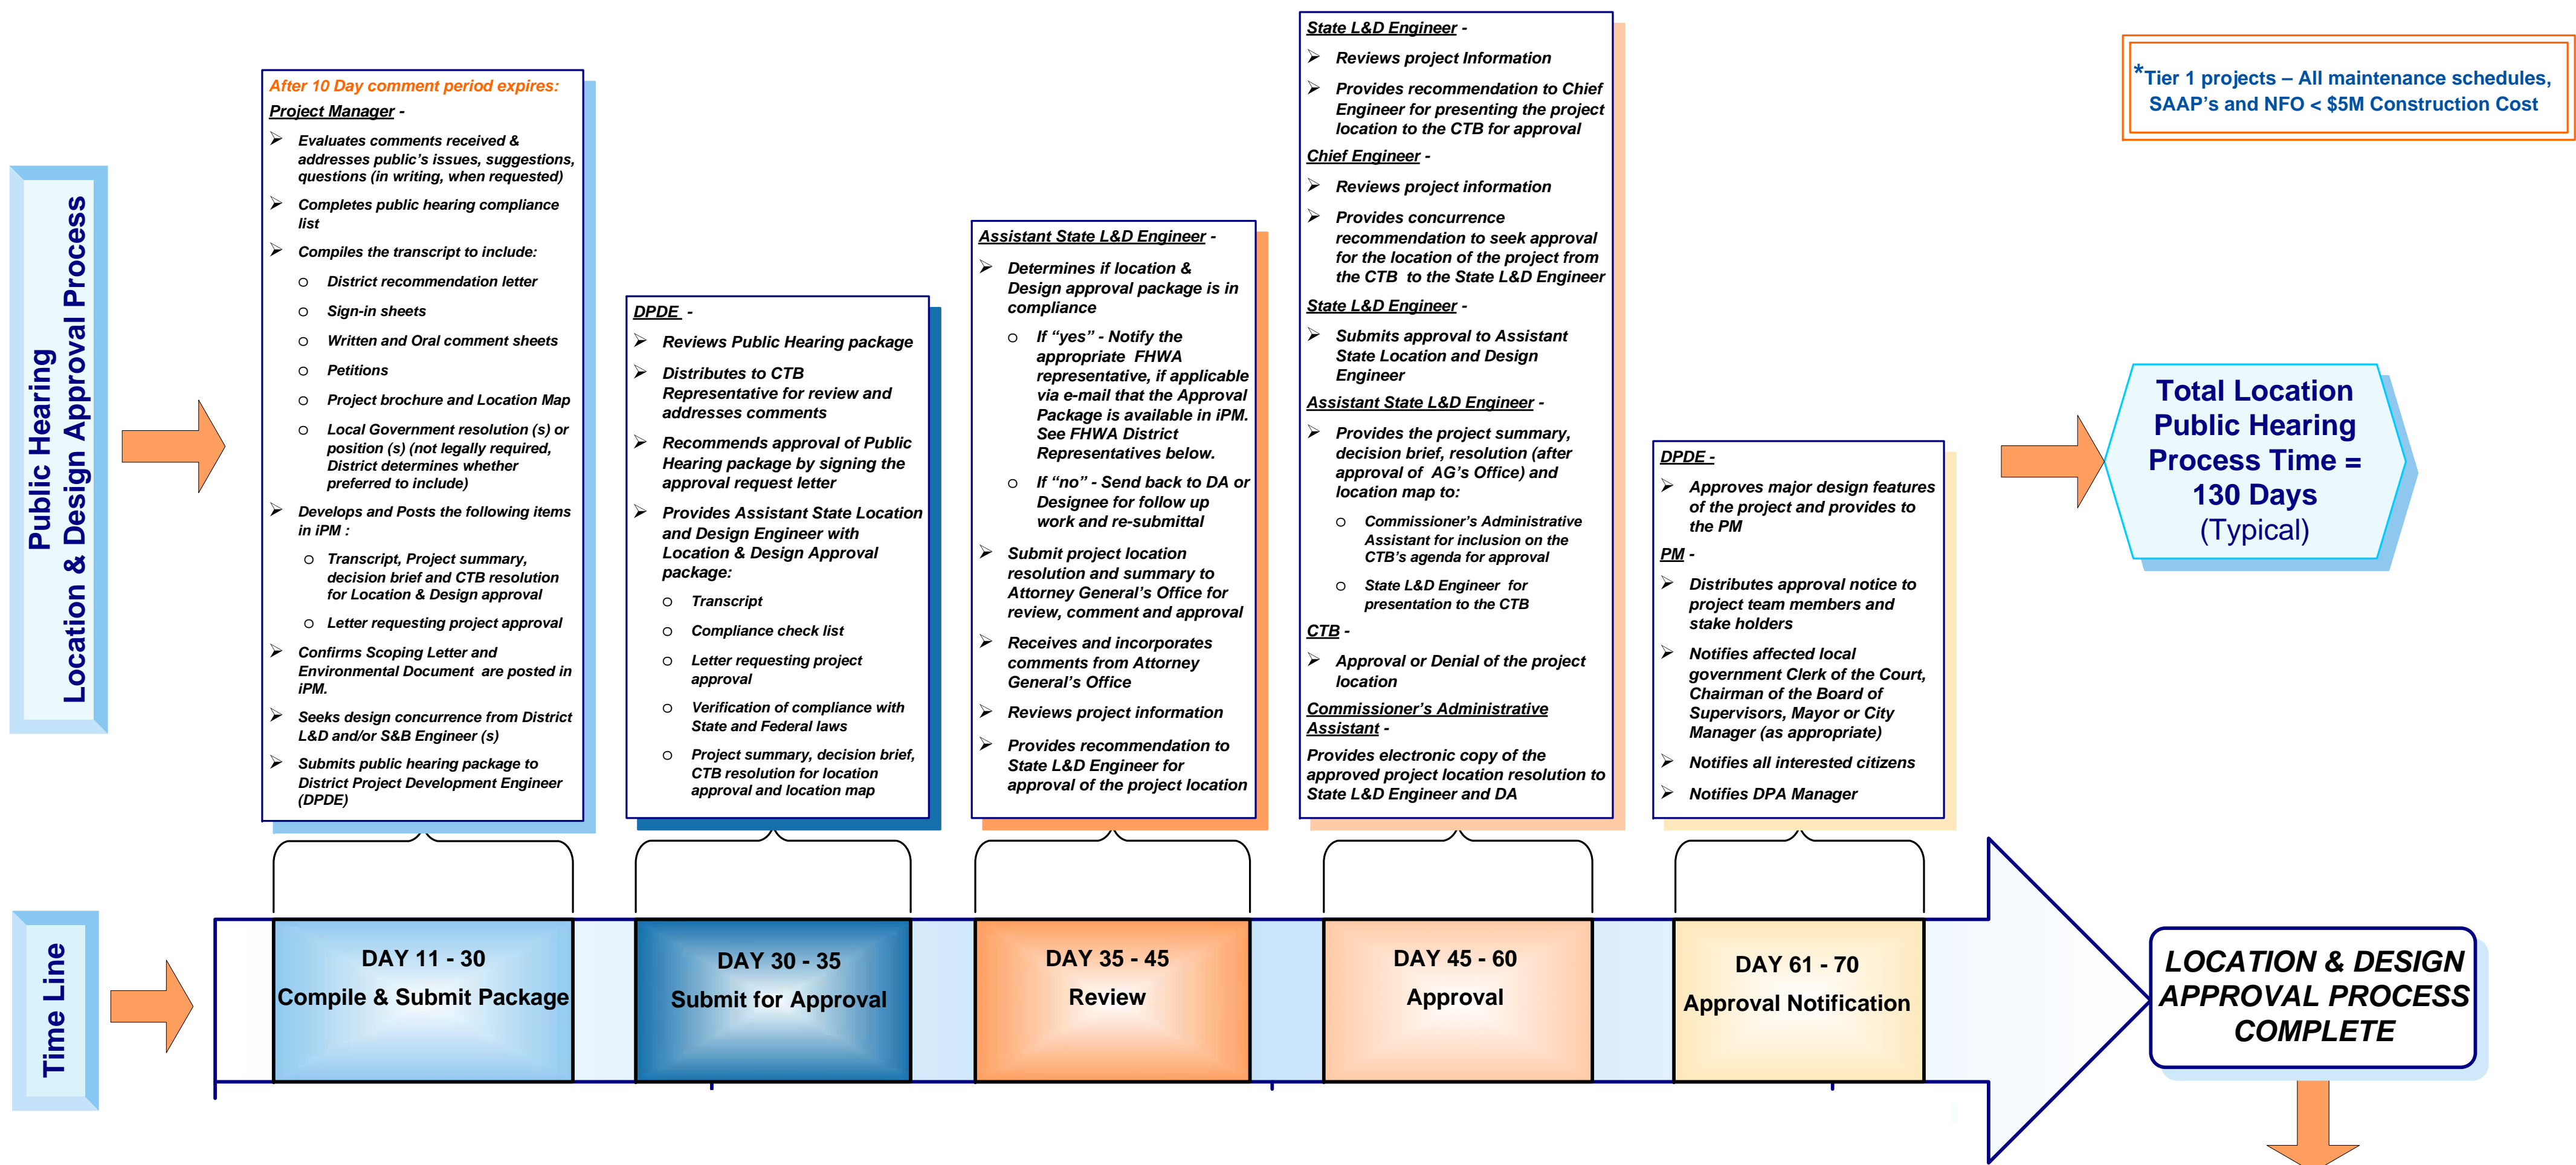 Public Hearing
Location & Design Approval Process
After 10 Day comment period expires:
Project Manager -
➢ Evaluates comments received &
addresses public's issues, suggestions,
questions (in writing, when requested)
➢ Completes public hearing compliance
list
➢ Compiles the transcript to include:
o District recommendation letter
o Sign-in sheets
o Written and Oral comment sheets
o Petitions
o Project brochure and Location Map
o Local Government resolution (s) or
position (s) (not legally required,
District determines whether
preferred to include)
➢ Develops and Posts the following items
in iPM :
o Transcript, Project summary,
decision brief and CTB resolution
for Location & Design approval
o Letter requesting project approval
➢ Confirms Scoping Letter and
Environmental Document are posted in
iPM.
➢ Seeks design concurrence from District
L&D and/or S&B Engineer (s)
➢ Submits public hearing package to
District Project Development Engineer
(DPDE)
DPDE -
➢ Reviews Public Hearing package
➢ Distributes to CTB
Representative for review and
addresses comments
➢ Recommends approval of Public
Hearing package by signing the
approval request letter
➢ Provides Assistant State Location
and Design Engineer with
Location & Design Approval
package:
o Transcript
o Compliance check list
o Letter requesting project
approval
o Verification of compliance with
State and Federal laws
o Project summary, decision brief,
CTB resolution for location
approval and location map
Assistant State L&D Engineer -
➢ Determines if location &
Design approval package is in
compliance
o If “yes” - Notify the
appropriate FHWA
representative, if applicable
via e-mail that the Approval
Package is available in iPM.
See FHWA District
Representatives below.
o If “no” - Send back to DA or
Designee for follow up
work and re-submittal
➢ Submit project location
resolution and summary to
Attorney General's Office for
review, comment and approval
➢ Receives and incorporates
comments from Attorney
General's Office
➢ Reviews project information
➢ Provides recommendation to
State L&D Engineer for
approval of the project location
State L&D Engineer -
➢ Reviews project Information
➢ Provides recommendation to Chief
Engineer for presenting the project
location to the CTB for approval
Chief Engineer -
➢ Reviews project information
➢ Provides concurrence
recommendation to seek approval
for the location of the project from
the CTB to the State L&D Engineer
State L&D Engineer -
➢ Submits approval to Assistant
State Location and Design
Engineer
Assistant State L&D Engineer -
➢ Provides the project summary,
decision brief, resolution (after
approval of AG's Office) and
location map to:
o Commissioner's Administrative
Assistant for inclusion on the
CTB's agenda for approval
o State L&D Engineer for
presentation to the CTB
CTB -
➢ Approval or Denial of the project
location
Commissioner's Administrative
Assistant -
Provides electronic copy of the
approved project location resolution to
State L&D Engineer and DA
DPDE -
➢ Approves major design features
of the project and provides to
the PM
PM -
➢ Distributes approval notice to
project team members and
stake holders
➢ Notifies affected local
government Clerk of the Court,
Chairman of the Board of
Supervisors, Mayor or City
Manager (as appropriate)
➢ Notifies all interested citizens
➢ Notifies DPA Manager
*Tier 1 projects – All maintenance schedules,
SAAP's and NFO < $5M Construction Cost
Total Location
Public Hearing
Process Time =
130 Days
(Typical)
Time Line
DAY 11 - 30
Compile & Submit Package
DAY 30 - 35
Submit for Approval
DAY 35 - 45
Review
DAY 45 - 60
Approval
DAY 61 - 70
Approval Notification
LOCATION & DESIGN
APPROVAL PROCESS
COMPLETE